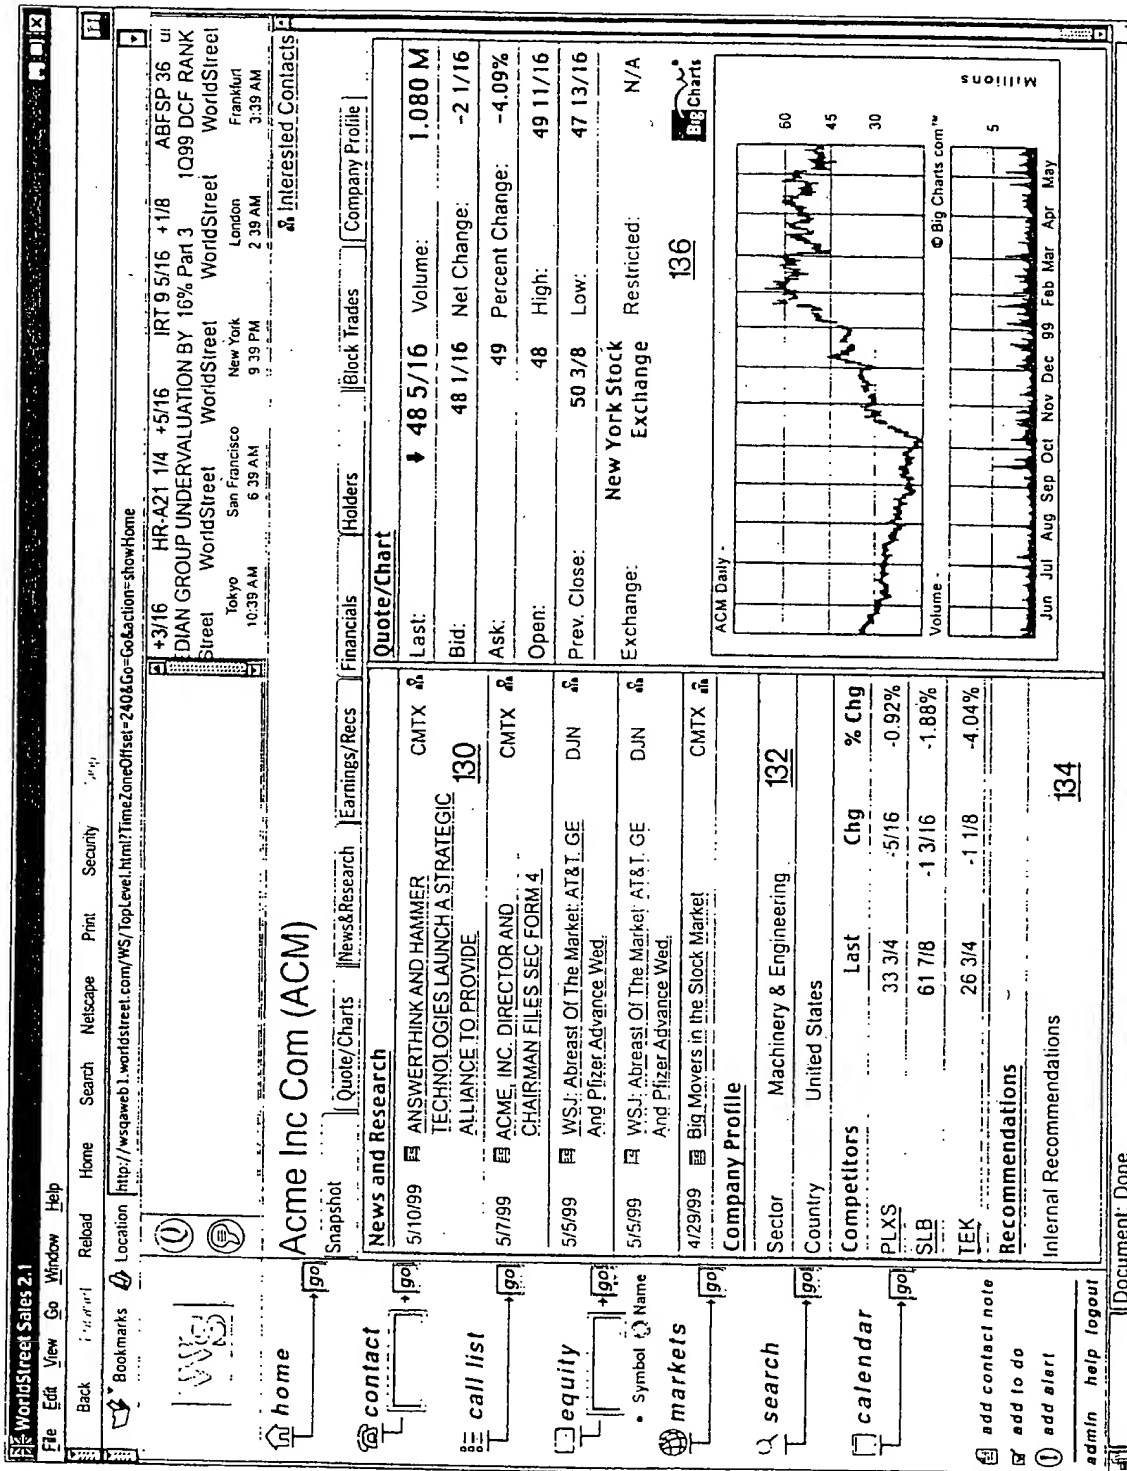 WorldStreet Sales 2.1
File Edit View Go Window Help
Back Reload Home Search Netscape Print Security
Bookmarks Location http://wsqaweb1.worldstreet.com/WS/TopLevel.html?TimeZoneOffset=240&Go=Go&action=showHome
+3/16 HR-A21 1/4 +5/16 IRT 9 5/16 +1/8 ABFSP 36
DIAN GROUP UNDERVALUATION BY 16% Part 3 1Q99 DCF RANK
Street WorldStreet WorldStreet WorldStreet WorldStreet
Tokyo San Francisco New York London Frankfurt
10:39 AM 6 39 AM 9 39 PM 2 39 AM 3:39 AM
home
go
contact
go
call list
go
equity
go
Symbol Name
markets
go
search
go
calendar
go
add contact note
add to do
add alert
admin help logout
Acme Inc Com (ACM)
Interested Contacts
Snapshot Quote/Charts News&Research Earnings/Recs Financials Holders Block Trades Company Profile
News and Research
5/10/99 ANSWERTHINK AND HAMMER CMTX
TECHNOLOGIES LAUNCH A STRATEGIC
ALLIANCE TO PROVIDE 130
5/7/99 ACME, INC. DIRECTOR AND CMTX
CHAIRMAN FILES SEC FORM 4
5/5/99 WSJ: Abreast Of The Market: AT&T. GE DJN
And Pfizer Advance Wed.
5/5/99 WSJ: Abreast Of The Market: AT&T. GE DJN
And Pfizer Advance Wed.
4/29/99 Big Movers in the Stock Market CMTX
Company Profile
Sector Machinery & Engineering 132
Country United States
Competitors Last Chg % Chg
PLXS 33 3/4 -5/16 -0.92%
SLB 61 7/8 -1 3/16 -1.88%
TEK 26 3/4 -1 1/8 -4.04%
Recommendations
Internal Recommendations 134
Quote/Chart
Last: 48 5/16 Volume: 1.080 M
Bid: 48 1/16 Net Change: -2 1/16
Ask: 49 Percent Change: -4.09%
Open: 48 High: 49 11/16
Prev. Close: 50 3/8 Low: 47 13/16
Exchange: New York Stock Exchange Restricted: N/A
136
Big Charts
ACM Daily -
60
45
30
© Big Charts com™
Volume -
5
Millions
Jun Jul Aug Sep Oct Nov Dec 99 Feb Mar Apr May
Document: Done